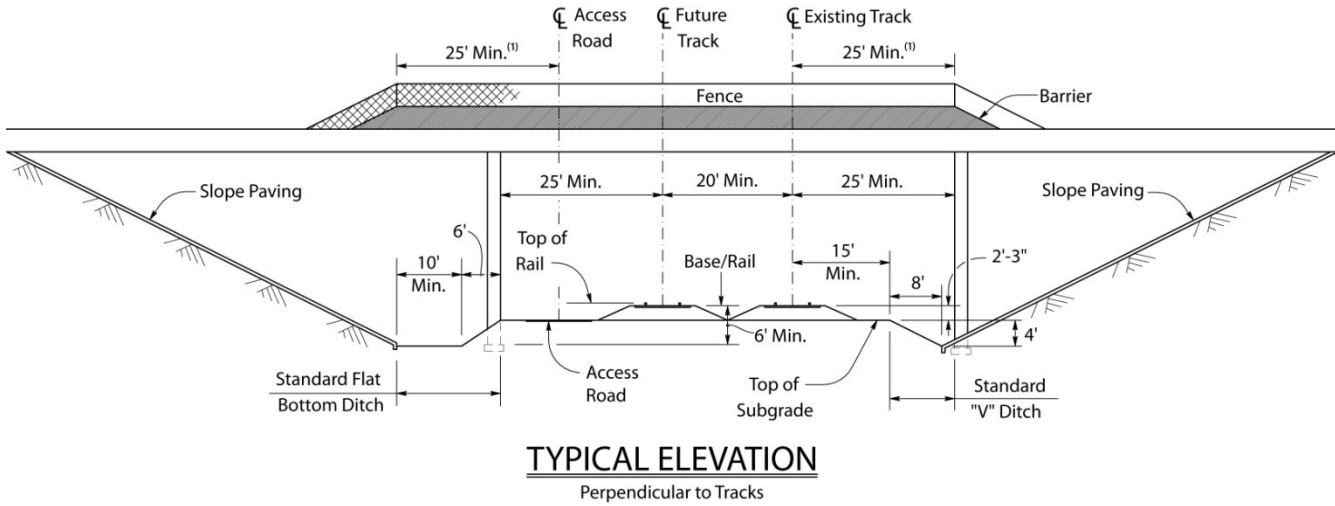 ℄ Access
Road
℄ Future
Track
℄ Existing Track
25' Min.(1)
25' Min.(1)
Fence
Barrier
25' Min.
20' Min.
25' Min.
Slope Paving
Slope Paving
6'
Top of
Rail
Base/Rail
15'
Min.
2'-3"
10'
Min.
8'
6' Min.
4'
Standard Flat
Bottom Ditch
Access
Road
Top of
Subgrade
Standard
"V" Ditch
TYPICAL ELEVATION
Perpendicular to Tracks